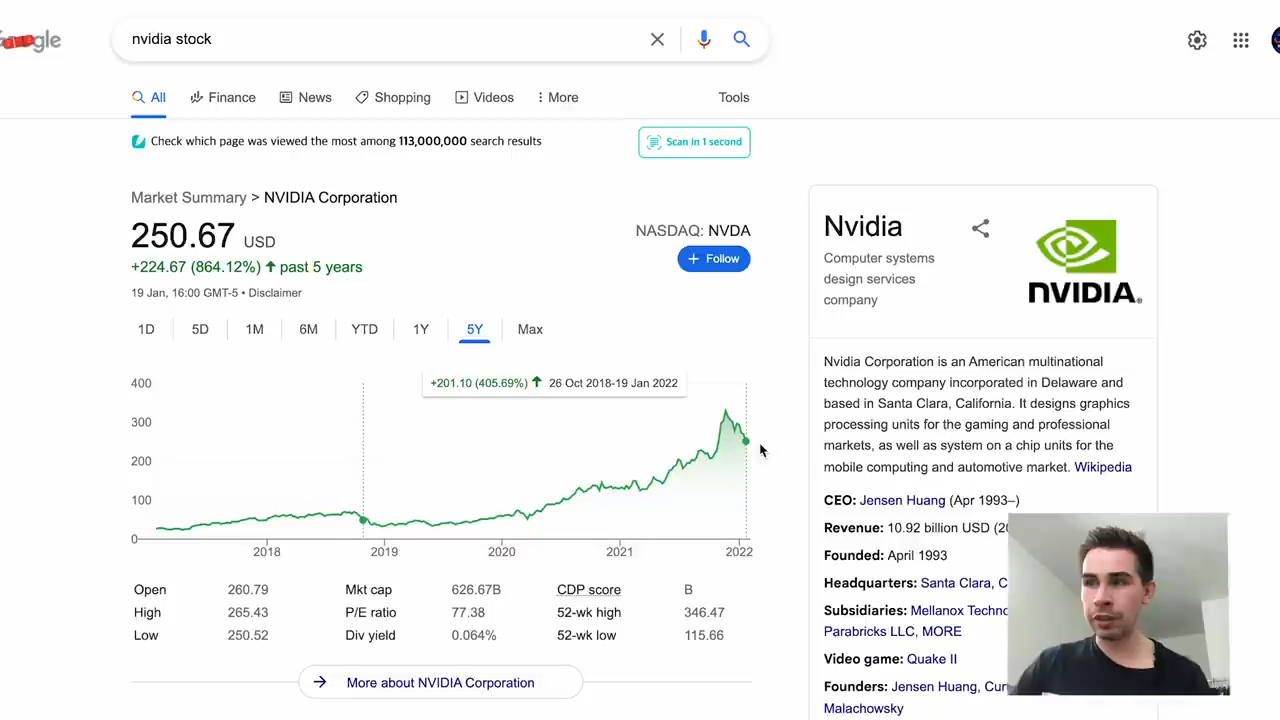 gle
nvidia stock
All
Finance
News
Shopping
Videos
More
Tools
Check which page was viewed the most among 113,000,000 search results
Scan in 1 second
Market Summary > NVIDIA Corporation
250.67 USD
+224.67 (864.12%) past 5 years
19 Jan, 16:00 GMT-5 • Disclaimer
NASDAQ: NVDA
+ Follow
1D
5D
1M
6M
YTD
1Y
5Y
Max
+201.10 (405.69%) 26 Oct 2018-19 Jan 2022
400
300
200
100
0
2018
2019
2020
2021
2022
Open 260.79
High 265.43
Low 250.52
Mkt cap 626.67B
P/E ratio 77.38
Div yield 0.064%
CDP score B
52-wk high 346.47
52-wk low 115.66
More about NVIDIA Corporation
Nvidia
Computer systems
design services
company
NVIDIA.
Nvidia Corporation is an American multinational
technology company incorporated in Delaware and
based in Santa Clara, California. It designs graphics
processing units for the gaming and professional
markets, as well as system on a chip units for the
mobile computing and automotive market. Wikipedia
CEO: Jensen Huang (Apr 1993–)
Revenue: 10.92 billion USD (20
Founded: April 1993
Headquarters: Santa Clara, C
Subsidiaries: Mellanox Techno
Parabricks LLC, MORE
Video game: Quake II
Founders: Jensen Huang, Cur
Malachowsky